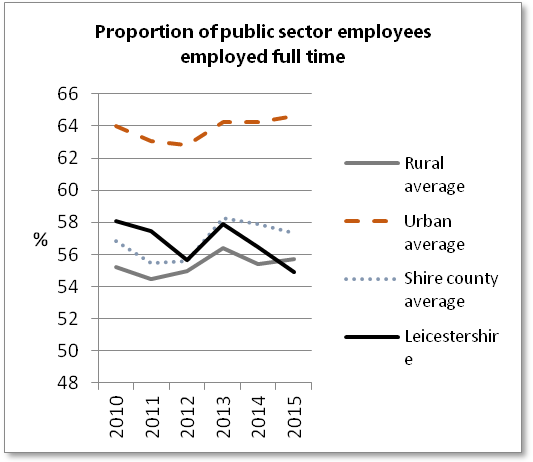 Proportion of public sector employees
employed full time
66
64
62
60
58
56
54
52
50
48
%
2010
2011
2012
2013
2014
2015
Rural
average
Urban
average
Shire county
average
Leicestershir
e